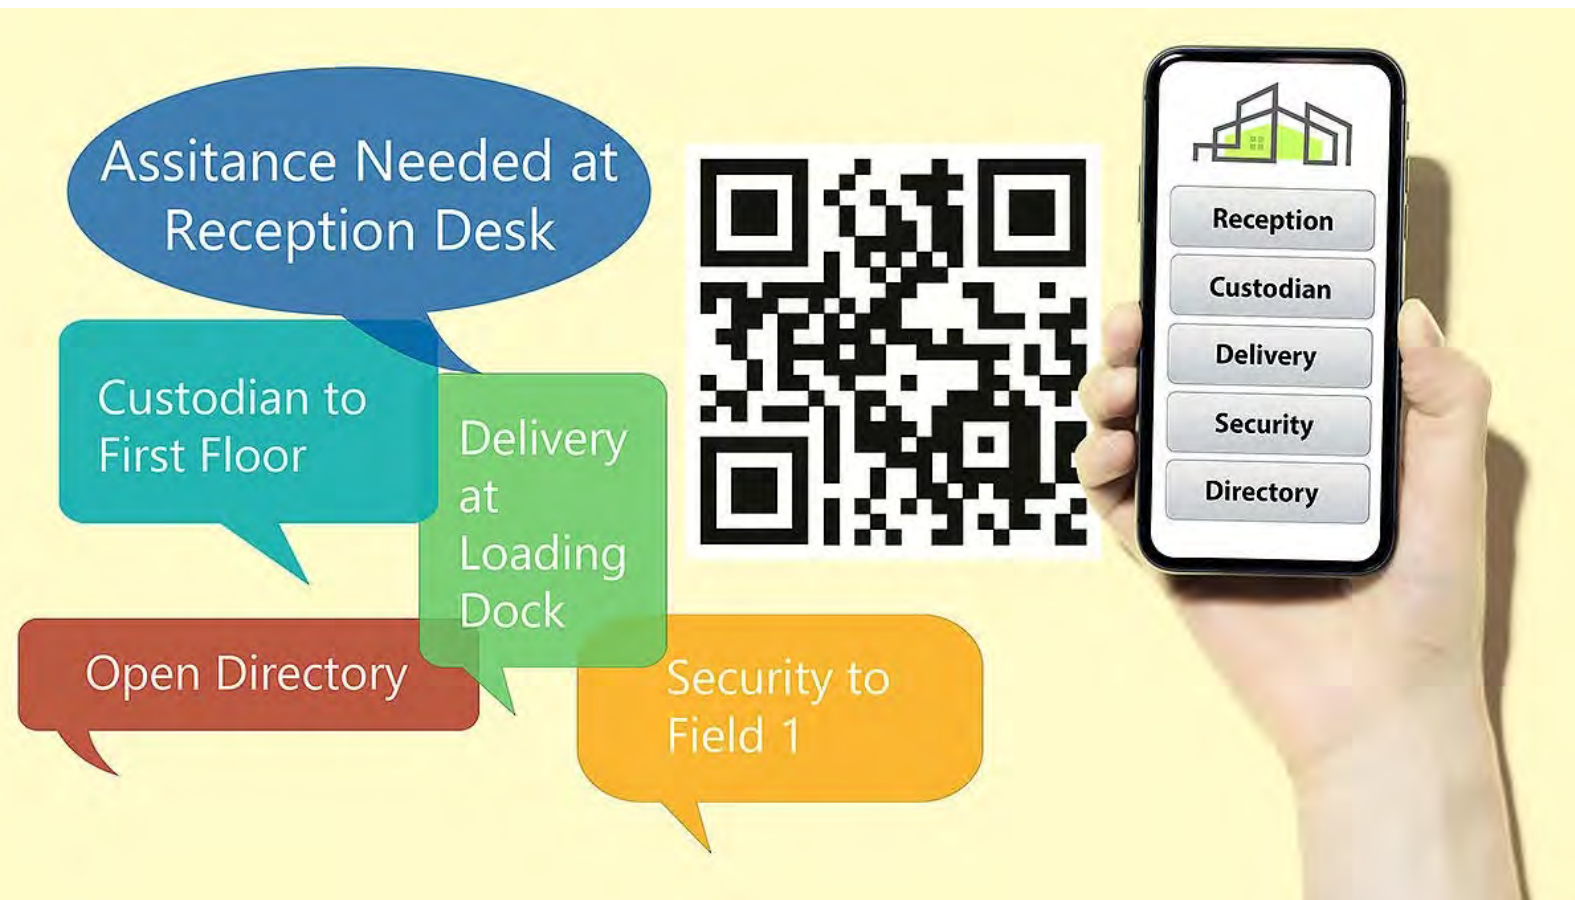 Assitance Needed at
Reception Desk
Custodian to
First Floor
Delivery
at
Loading
Dock
Open Directory
Security to
Field 1
Reception
Custodian
Delivery
Security
Directory